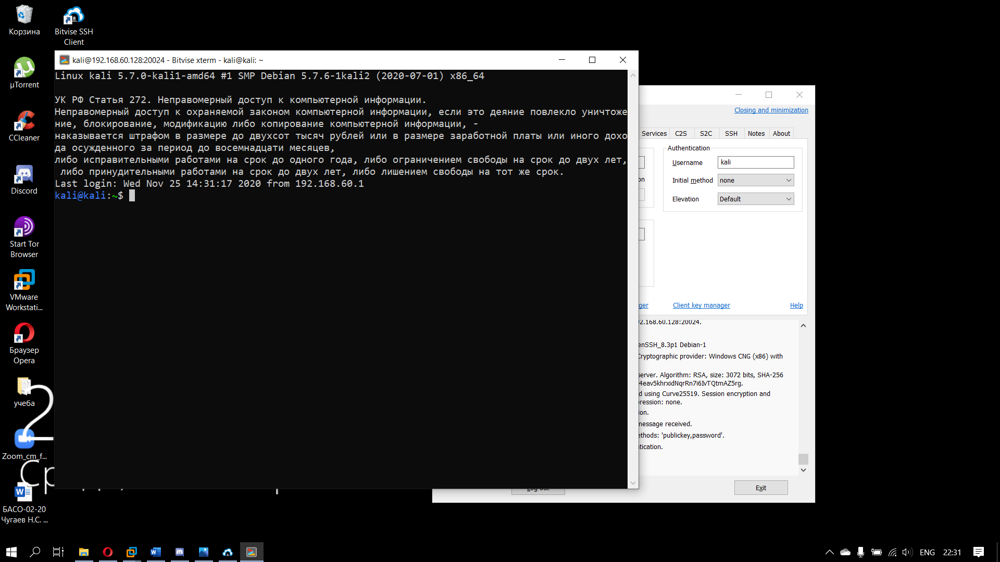 Корзина
Bitvise SSH
Client
µTorrent
CCleaner
Discord
Start Tor
Browser
VMware
Workstati...
Браузер
Opera
учеба
Zoom_cm_f...
БАСО-02-20
Чугаев Н.С. ...
2
Ср
kali@192.168.60.128:20024 - Bitvise xterm - kali@kali: ~
Linux kali 5.7.0-kali1-amd64 #1 SMP Debian 5.7.6-1kali2 (2020-07-01) x86_64
УК РФ Статья 272. Неправомерный доступ к компьютерной информации.
Неправомерный доступ к охраняемой законом компьютерной информации, если это деяние повлекло уничтоже
ние, блокирование, модификацию либо копирование компьютерной информации, -
наказывается штрафом в размере до двухсот тысяч рублей или в размере заработной платы или иного дохо
да осужденного за период до восемнадцати месяцев,
либо исправительными работами на срок до одного года, либо ограничением свободы на срок до двух лет,
либо принудительными работами на срок до двух лет, либо лишением свободы на тот же срок.
Last login: Wed Nov 25 14:31:17 2020 from 192.168.60.1
kali@kali:~$
Closing and minimization
Services C2S S2C SSH Notes About
Authentication
Username kali
on
Initial method none
Elevation Default
ger Client key manager Help
2.168.60.128:20024.
enSSH_8.3p1 Debian-1
Cryptographic provider: Windows CNG (x86) with
server. Algorithm: RSA, size: 3072 bits, SHA-256
4eav5khrxidNqrRn7i6IvTQtmAZ5rg.
d using Curve25519. Session encryption and
ression: none.
ion.
message received.
ethods: 'publickey,password'.
tication.
Log out Exit
ENG 22:31